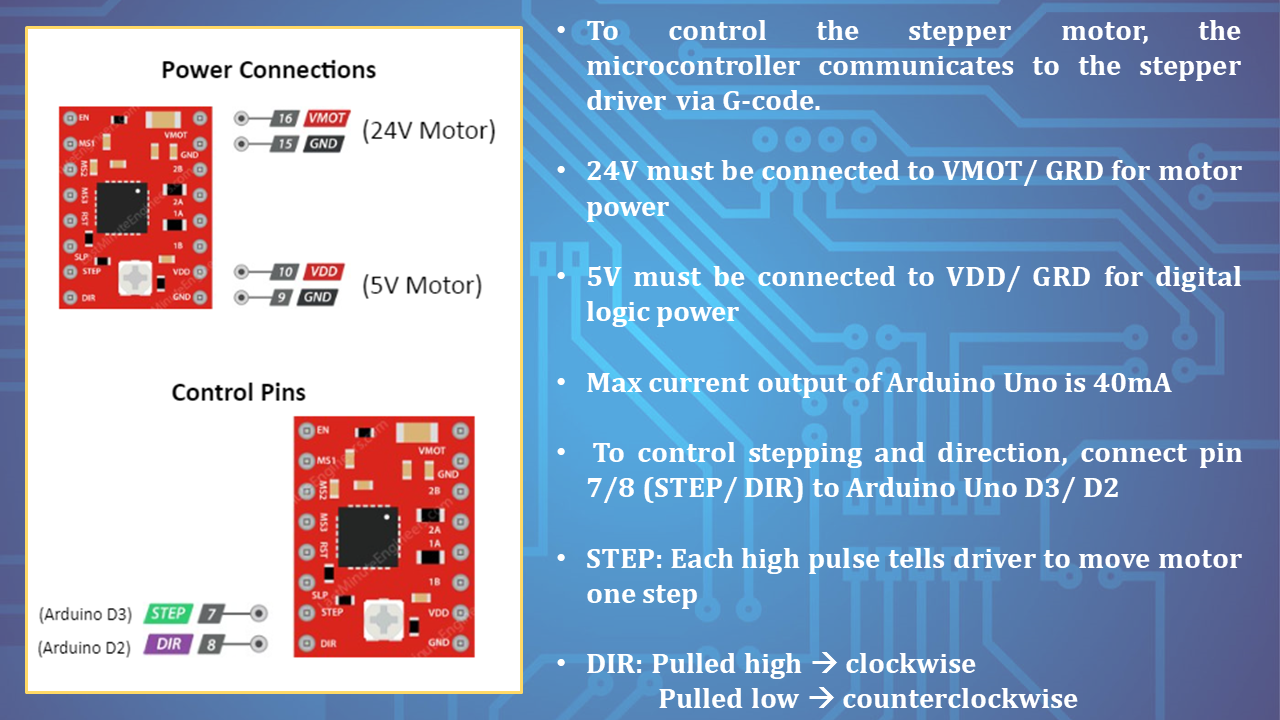 Power Connections
EN
MS1
MS2
MS3
RST
SLP
STEP
DIR
VMOT
GND
2B
2A
1A
1B
VDD
GND
16 VMOT
15 GND
(24V Motor)
10 VDD
9 GND
(5V Motor)
Control Pins
EN
MS1
MS2
MS3
RST
SLP
STEP
DIR
VMOT
GND
2B
2A
1A
1B
VDD
GND
(Arduino D3) STEP 7
(Arduino D2) DIR 8
• To control the stepper motor, the
microcontroller communicates to the stepper
driver via G-code.
• 24V must be connected to VMOT/ GRD for motor
power
• 5V must be connected to VDD/ GRD for digital
logic power
• Max current output of Arduino Uno is 40mA
• To control stepping and direction, connect pin
7/8 (STEP/ DIR) to Arduino Uno D3/ D2
• STEP: Each high pulse tells driver to move motor
one step
• DIR: Pulled high → clockwise
Pulled low → counterclockwise